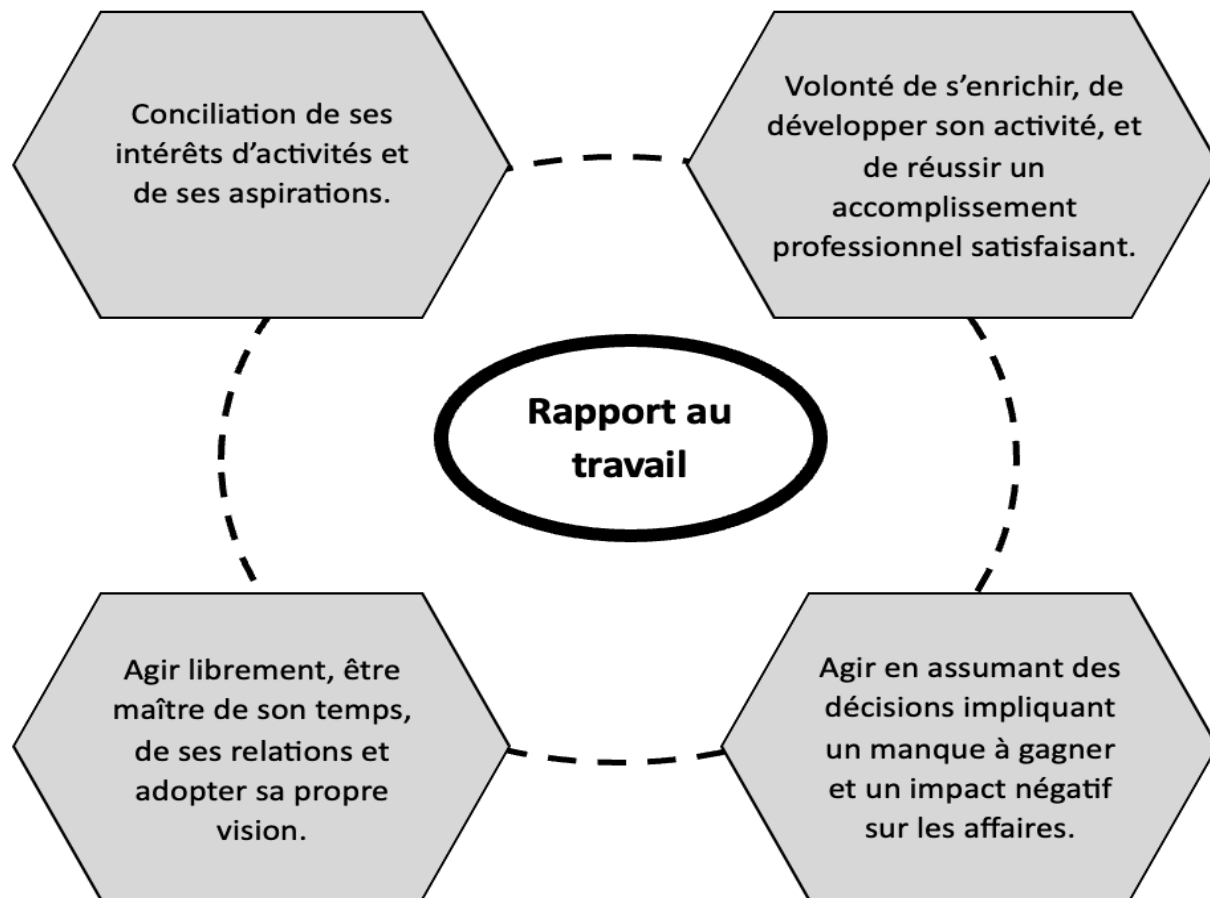 Conciliation de ses
intérêts d’activités et
de ses aspirations.
Volonté de s’enrichir, de
développer son activité, et
de réussir un
accomplissement
professionnel satisfaisant.
Rapport au
travail
Agir librement, être
maître de son temps,
de ses relations et
adopter sa propre
vision.
Agir en assumant des
décisions impliquant
un manque à gagner
et un impact négatif
sur les affaires.